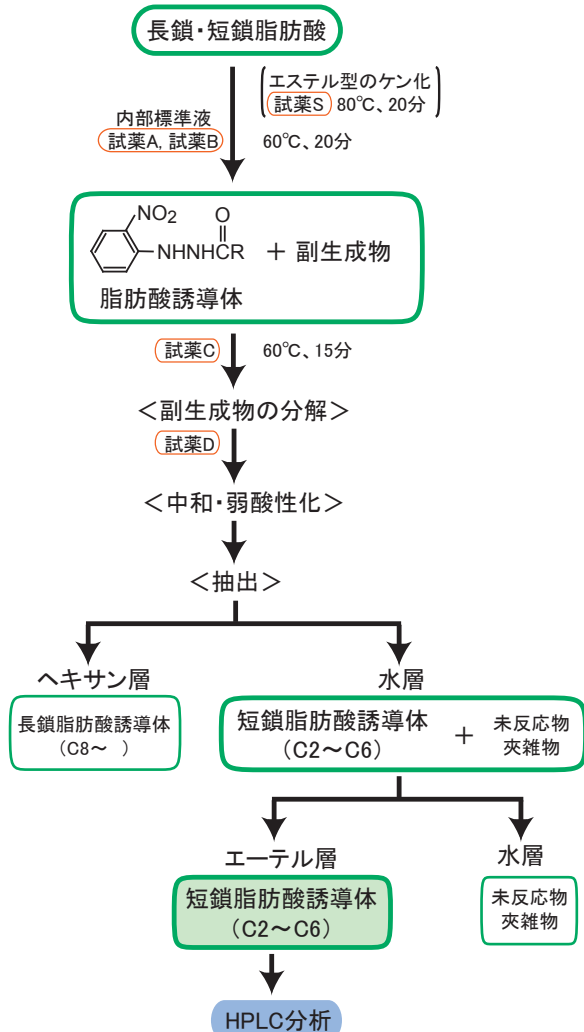 長鎖・短鎖脂肪酸
エステル型のケン化
試薬S 80℃、20分
内部標準液
試薬A, 試薬B 60℃、20分
NO2 O
NHNHCR + 副生成物
脂肪酸誘導体
試薬C 60℃、15分
＜副生成物の分解＞
試薬D
＜中和・弱酸性化＞
＜抽出＞
ヘキサン層 水層
長鎖脂肪酸誘導体
(C8～ )
短鎖脂肪酸誘導体
(C2～C6)
+
未反応物
夾雑物
エーテル層 水層
短鎖脂肪酸誘導体
(C2～C6)
未反応物
夾雑物
HPLC分析